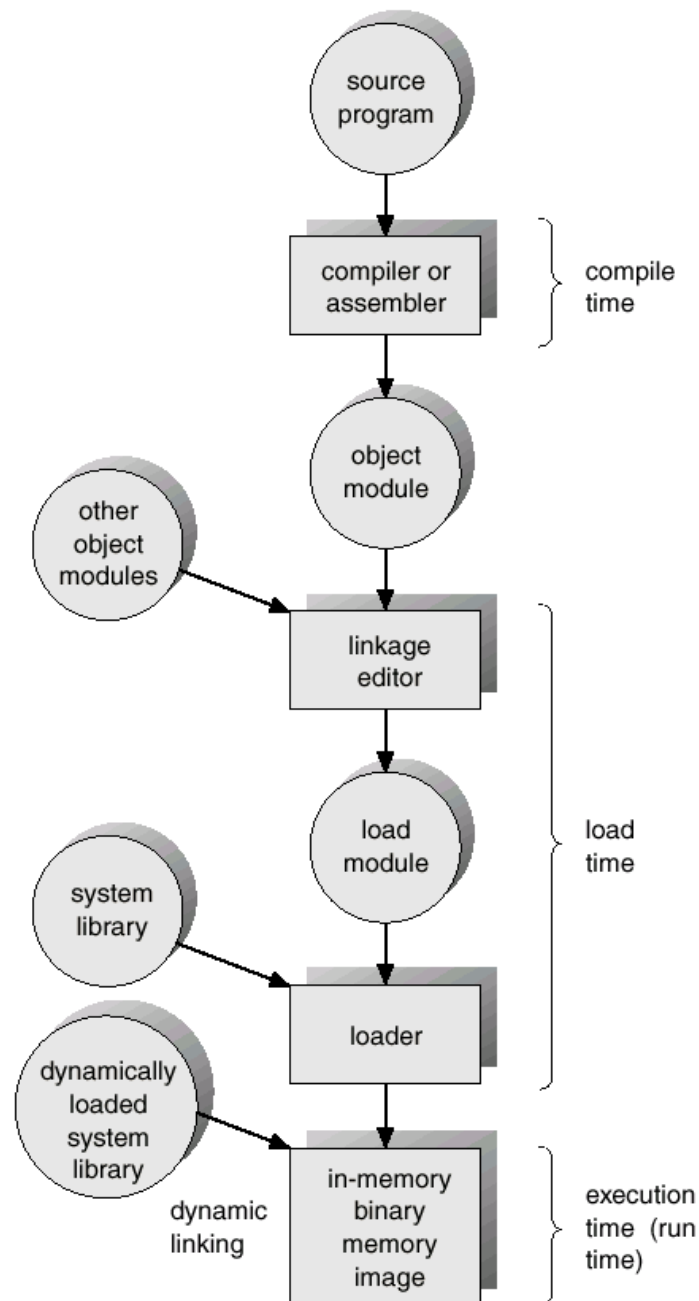 source
program
compiler or
assembler
compile
time
object
module
other
object
modules
linkage
editor
load
module
load
time
system
library
loader
dynamically
loaded
system
library
dynamic
linking
in-memory
binary
memory
image
execution
time (run
time)